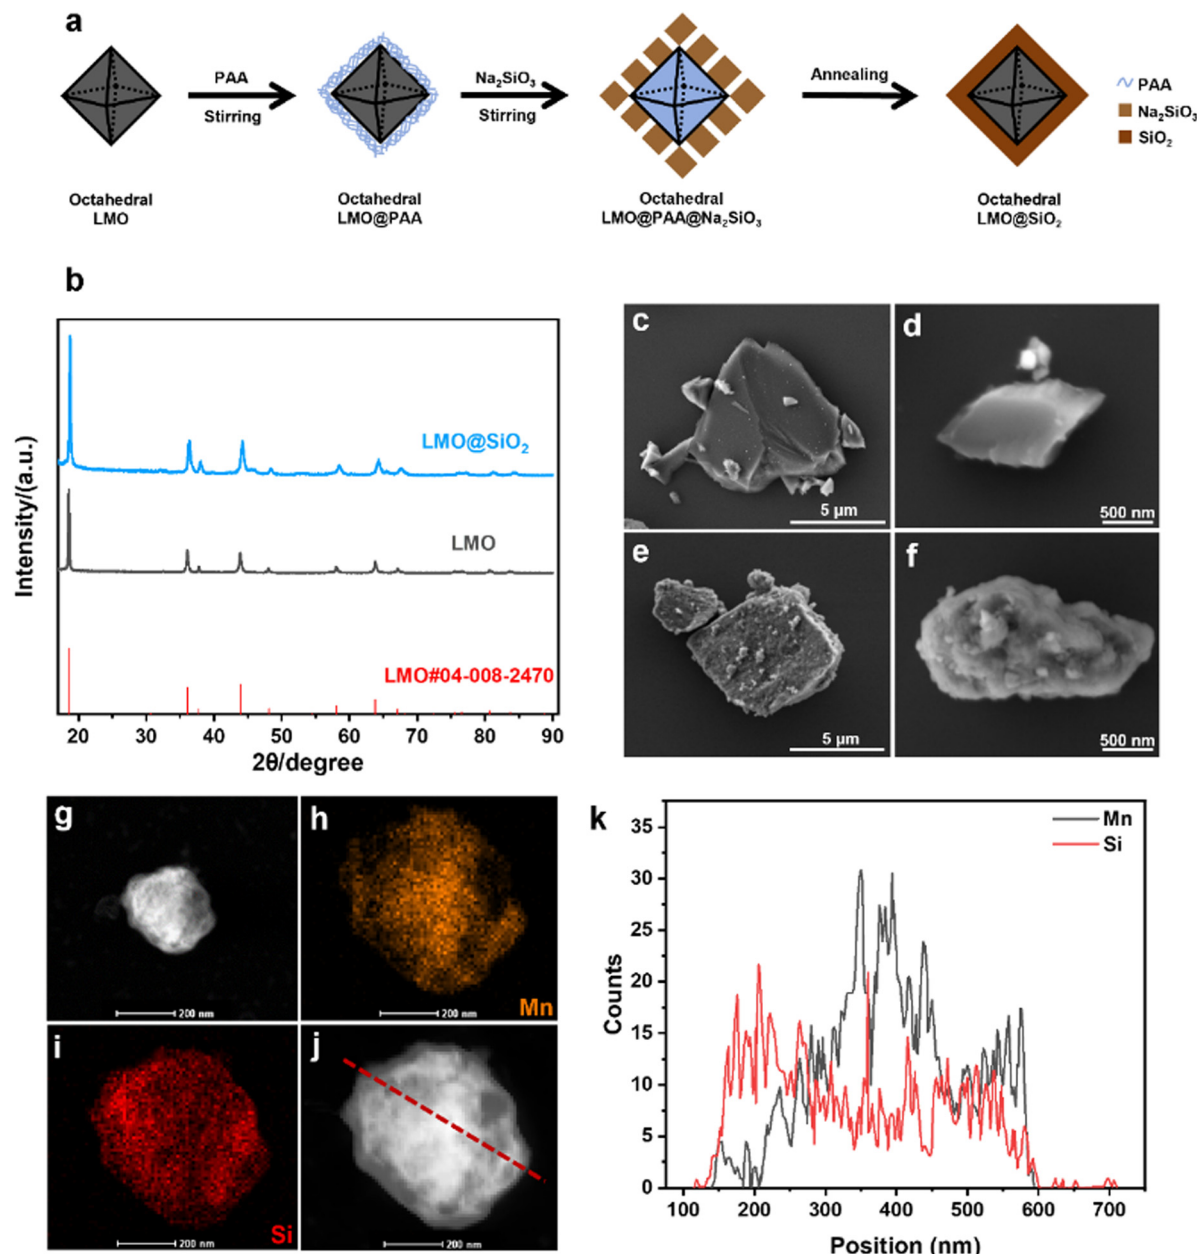 a
PAA
Stirring
Na₂SiO₃
Stirring
Annealing
PAA
Na₂SiO₃
SiO₂
Octahedral
LMO
Octahedral
LMO@PAA
Octahedral
LMO@PAA@Na₂SiO₃
Octahedral
LMO@SiO₂
b
Intensity/(a.u.)
LMO@SiO₂
LMO
LMO#04-008-2470
20 30 40 50 60 70 80 90
2θ/degree
c
5 µm
d
500 nm
e
5 µm
f
500 nm
g
200 nm
h
200 nm
Mn
i
200 nm
Si
j
200 nm
k
Mn
Si
Counts
35
30
25
20
15
10
5
0
100 200 300 400 500 600 700
Position (nm)